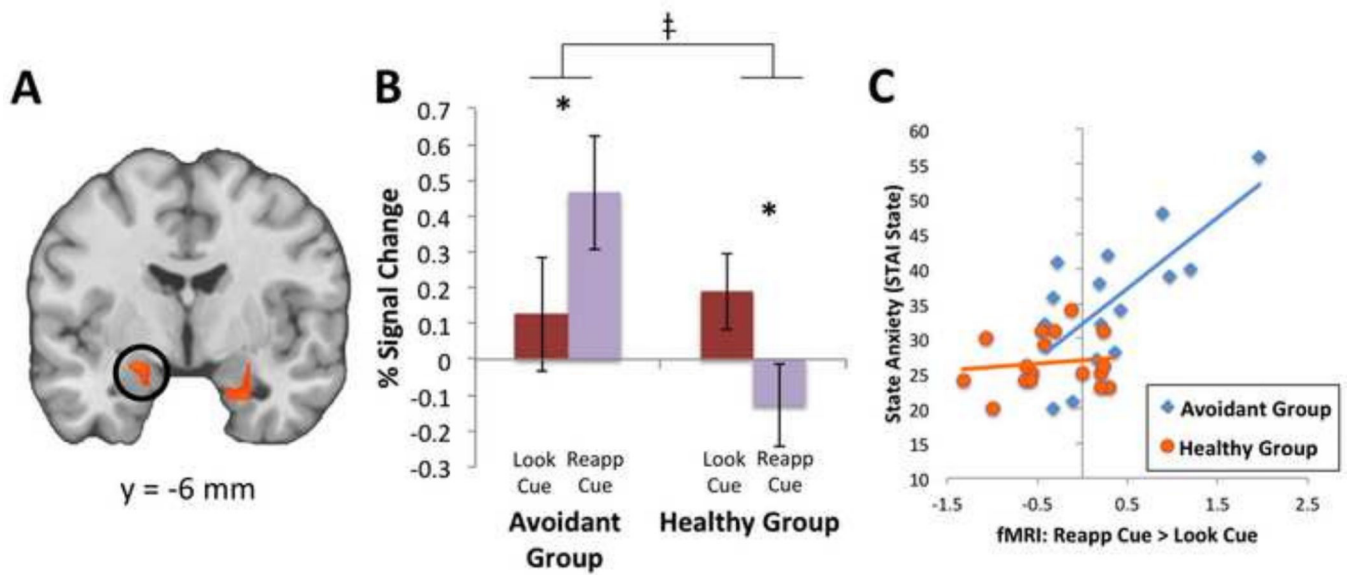 A
y = -6 mm
B
‡
*
*
% Signal Change
0.7
0.6
0.5
0.4
0.3
0.2
0.1
0
-0.1
-0.2
-0.3
Look Cue
Reapp Cue
Look Cue
Reapp Cue
Avoidant Group
Healthy Group
C
State Anxiety (STAI State)
60
55
50
45
40
35
30
25
20
15
10
-1.5
-0.5
0.5
1.5
2.5
fMRI: Reapp Cue > Look Cue
Avoidant Group
Healthy Group